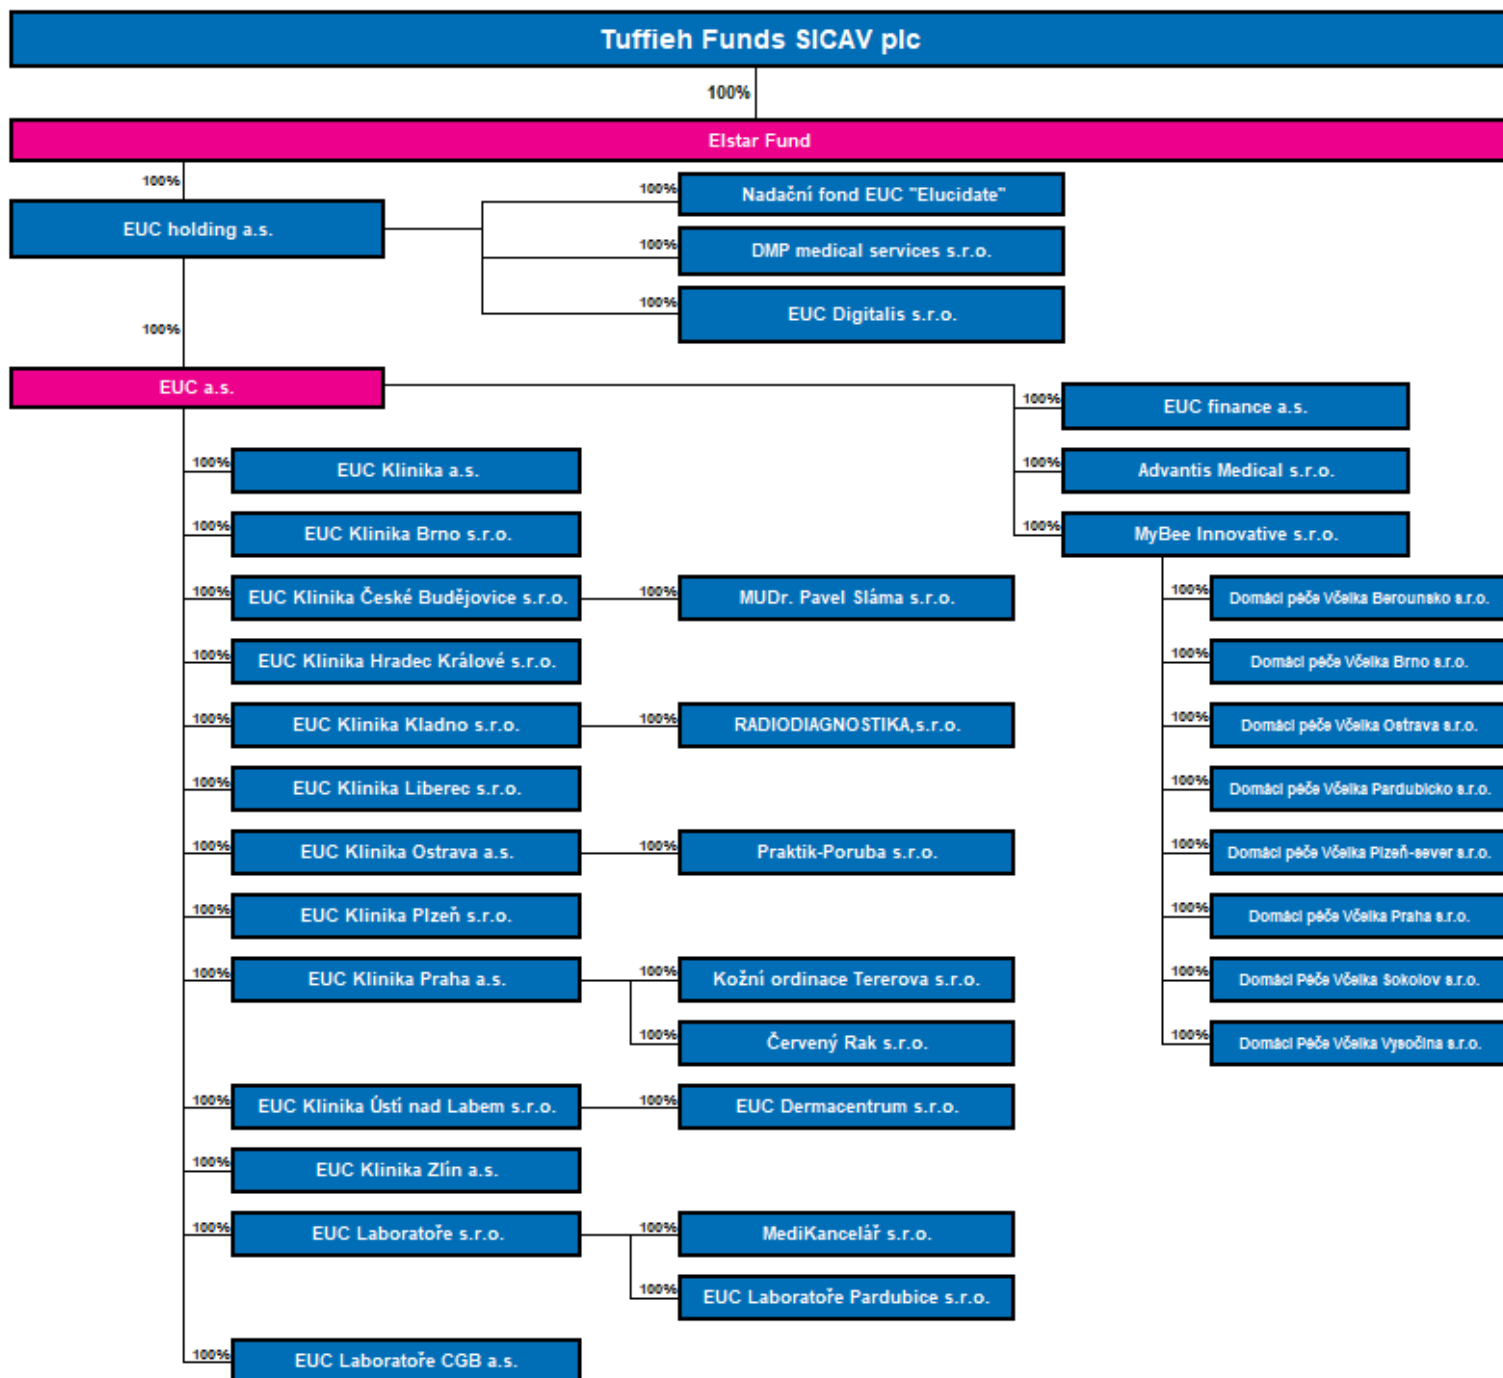 Tuffieh Funds SICAV plc
100%
Elstar Fund
100%
EUC holding a.s.
100%
Nadační fond EUC "Elucidate"
100%
DMP medical services s.r.o.
100%
EUC Digitalis s.r.o.
100%
EUC a.s.
100%
EUC finance a.s.
100%
Advantis Medical s.r.o.
100%
MyBee Innovative s.r.o.
100%
EUC Klinika a.s.
100%
EUC Klinika Brno s.r.o.
100%
EUC Klinika České Budějovice s.r.o.
100%
MUDr. Pavel Sláma s.r.o.
100%
EUC Klinika Hradec Králové s.r.o.
100%
EUC Klinika Kladno s.r.o.
100%
RADIODIAGNOSTIKA,s.r.o.
100%
EUC Klinika Liberec s.r.o.
100%
EUC Klinika Ostrava a.s.
100%
Praktik-Poruba s.r.o.
100%
EUC Klinika Plzeň s.r.o.
100%
EUC Klinika Praha a.s.
100%
Kožní ordinace Tererova s.r.o.
100%
Červený Rak s.r.o.
100%
EUC Klinika Ústí nad Labem s.r.o.
100%
EUC Dermacentrum s.r.o.
100%
EUC Klinika Zlín a.s.
100%
EUC Laboratoře s.r.o.
100%
MediKancelář s.r.o.
100%
EUC Laboratoře Pardubice s.r.o.
100%
EUC Laboratoře CGB a.s.
100%
Domácí péče Včelka Berounsko s.r.o.
100%
Domácí péče Včelka Brno s.r.o.
100%
Domácí péče Včelka Ostrava s.r.o.
100%
Domácí péče Včelka Pardubicko s.r.o.
100%
Domácí péče Včelka Plzeň-sever s.r.o.
100%
Domácí péče Včelka Praha s.r.o.
100%
Domácí Péče Včelka Sokolov s.r.o.
100%
Domácí Péče Včelka Vysočina s.r.o.